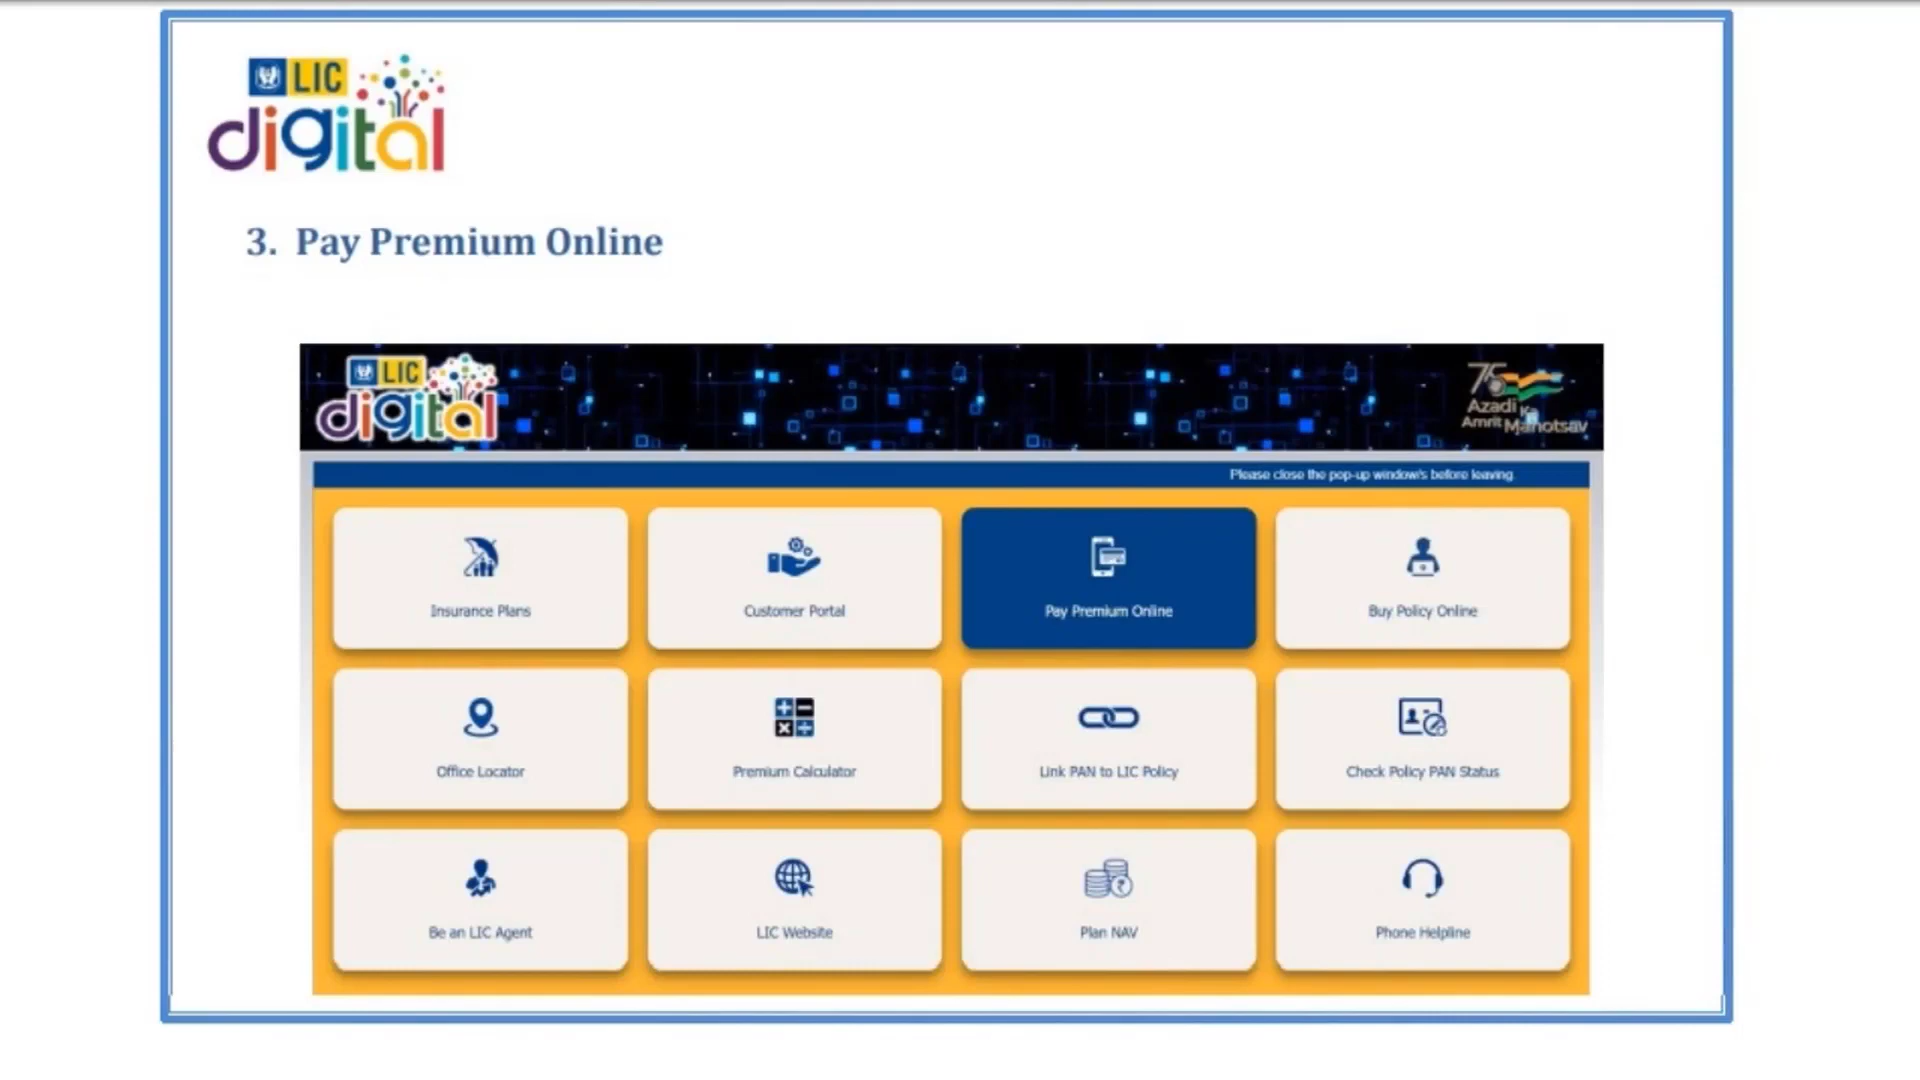 LIC
digital
3. Pay Premium Online
LIC
digital
75
Azadi Ka
Amrit Mahotsav
Please close the pop-up window/s before leaving.
Insurance Plans
Customer Portal
Pay Premium Online
Buy Policy Online
Office Locator
Premium Calculator
Link PAN to LIC Policy
Check Policy PAN Status
Be an LIC Agent
LIC Website
Plan NAV
Phone Helpline